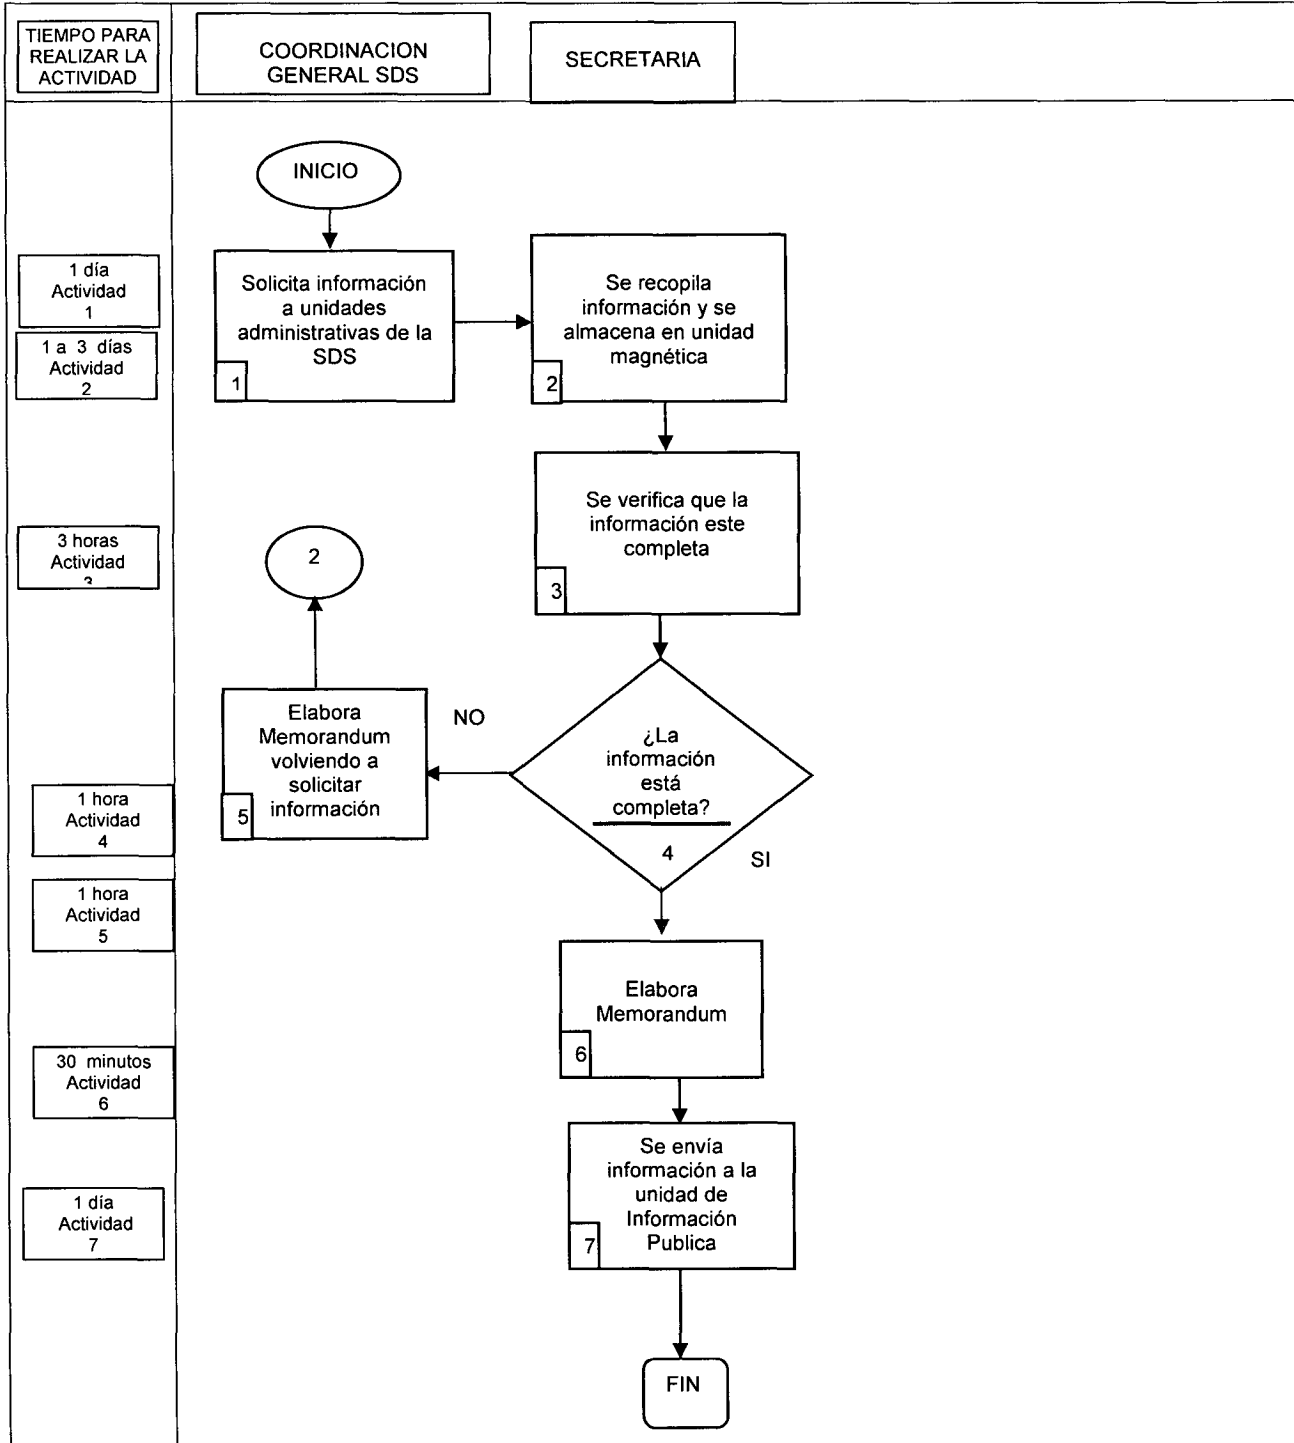 TIEMPO PARA
REALIZAR LA
ACTIVIDAD
COORDINACION
GENERAL SDS
SECRETARIA
INICIO
1 día
Actividad
1
1 a 3 días
Actividad
2
Solicita información
a unidades
administrativas de la
SDS
1
Se recopila
información y se
almacena en unidad
magnética
2
Se verifica que la
información este
completa
3
3 horas
Actividad
3
2
Elabora
Memorandum
volviendo a
solicitar
información
5
NO
¿La
información
está
completa?
4
SI
1 hora
Actividad
4
1 hora
Actividad
5
Elabora
Memorandum
6
30 minutos
Actividad
6
Se envía
información a la
unidad de
Información
Publica
7
1 día
Actividad
7
FIN